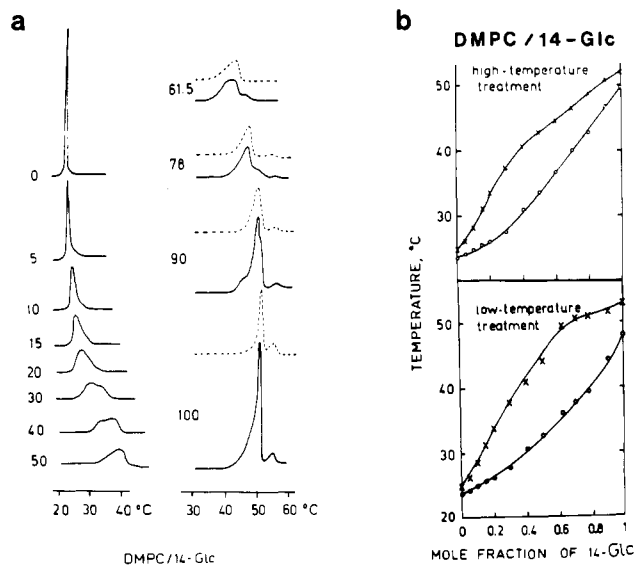 a
0
5
10
15
20
30
40
50
20 30 40 °C
61.5
78
90
100
30 40 50 60 °C
DMPC/14-Glc
b
DMPC/14-Glc
high-temperature
treatment
50
40
30
low-temperature
treatment
50
40
30
20
0 0.2 0.4 0.6 0.8 1
TEMPERATURE, °C
MOLE FRACTION OF 14-Glc